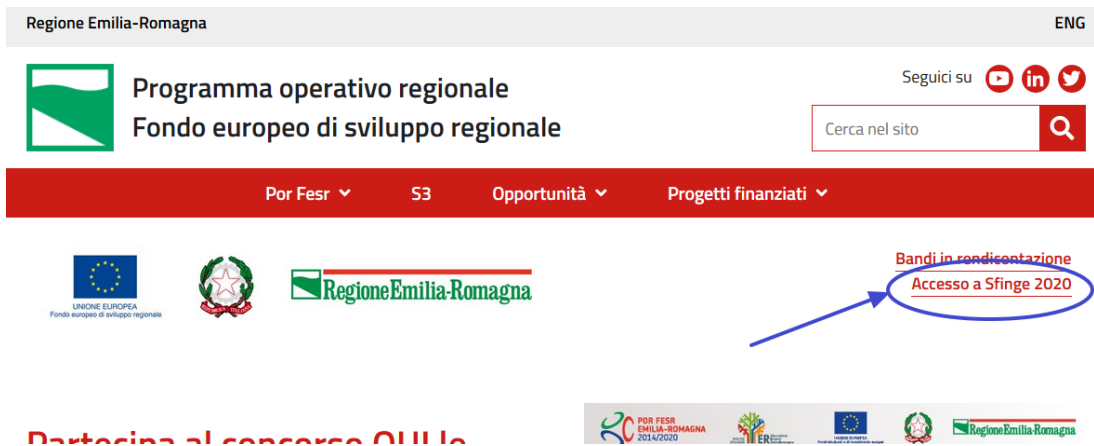 Regione Emilia-Romagna
ENG
Programma operativo regionale
Fondo europeo di sviluppo regionale
Seguici su
Cerca nel sito
Por Fesr
S3
Opportunità
Progetti finanziati
UNIONE EUROPEA
Fondo europeo di sviluppo regionale
RegioneEmilia-Romagna
Bandi in rendicontazione
Accesso a Sfinge 2020
POR FESR
EMILIA-ROMAGNA
2014/2020
ER
RegioneEmilia-Romagna